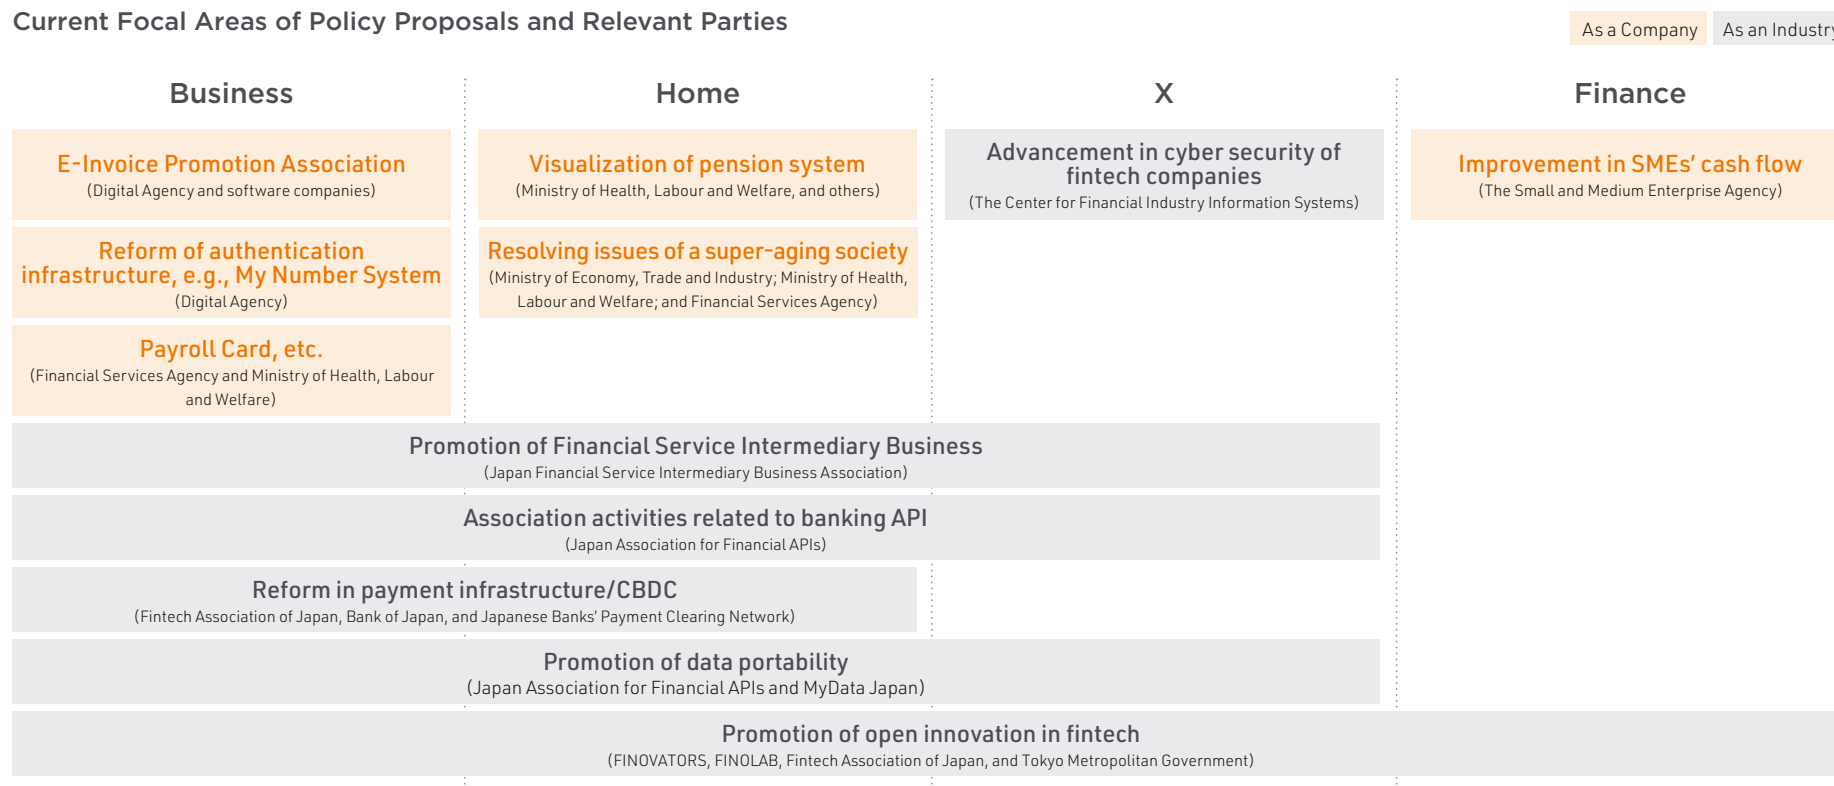 Current Focal Areas of Policy Proposals and Relevant Parties
As a Company
As an Industry
Business
Home
X
Finance
E-Invoice Promotion Association
(Digital Agency and software companies)
Visualization of pension system
(Ministry of Health, Labour and Welfare, and others)
Advancement in cyber security of
fintech companies
(The Center for Financial Industry Information Systems)
Improvement in SMEs' cash flow
(The Small and Medium Enterprise Agency)
Reform of authentication
infrastructure, e.g., My Number System
(Digital Agency)
Resolving issues of a super-aging society
(Ministry of Economy, Trade and Industry; Ministry of Health,
Labour and Welfare; and Financial Services Agency)
Payroll Card, etc.
(Financial Services Agency and Ministry of Health, Labour
and Welfare)
Promotion of Financial Service Intermediary Business
(Japan Financial Service Intermediary Business Association)
Association activities related to banking API
(Japan Association for Financial APIs)
Reform in payment infrastructure/CBDC
(Fintech Association of Japan, Bank of Japan, and Japanese Banks' Payment Clearing Network)
Promotion of data portability
(Japan Association for Financial APIs and MyData Japan)
Promotion of open innovation in fintech
(FINOVATORS, FINOLAB, Fintech Association of Japan, and Tokyo Metropolitan Government)